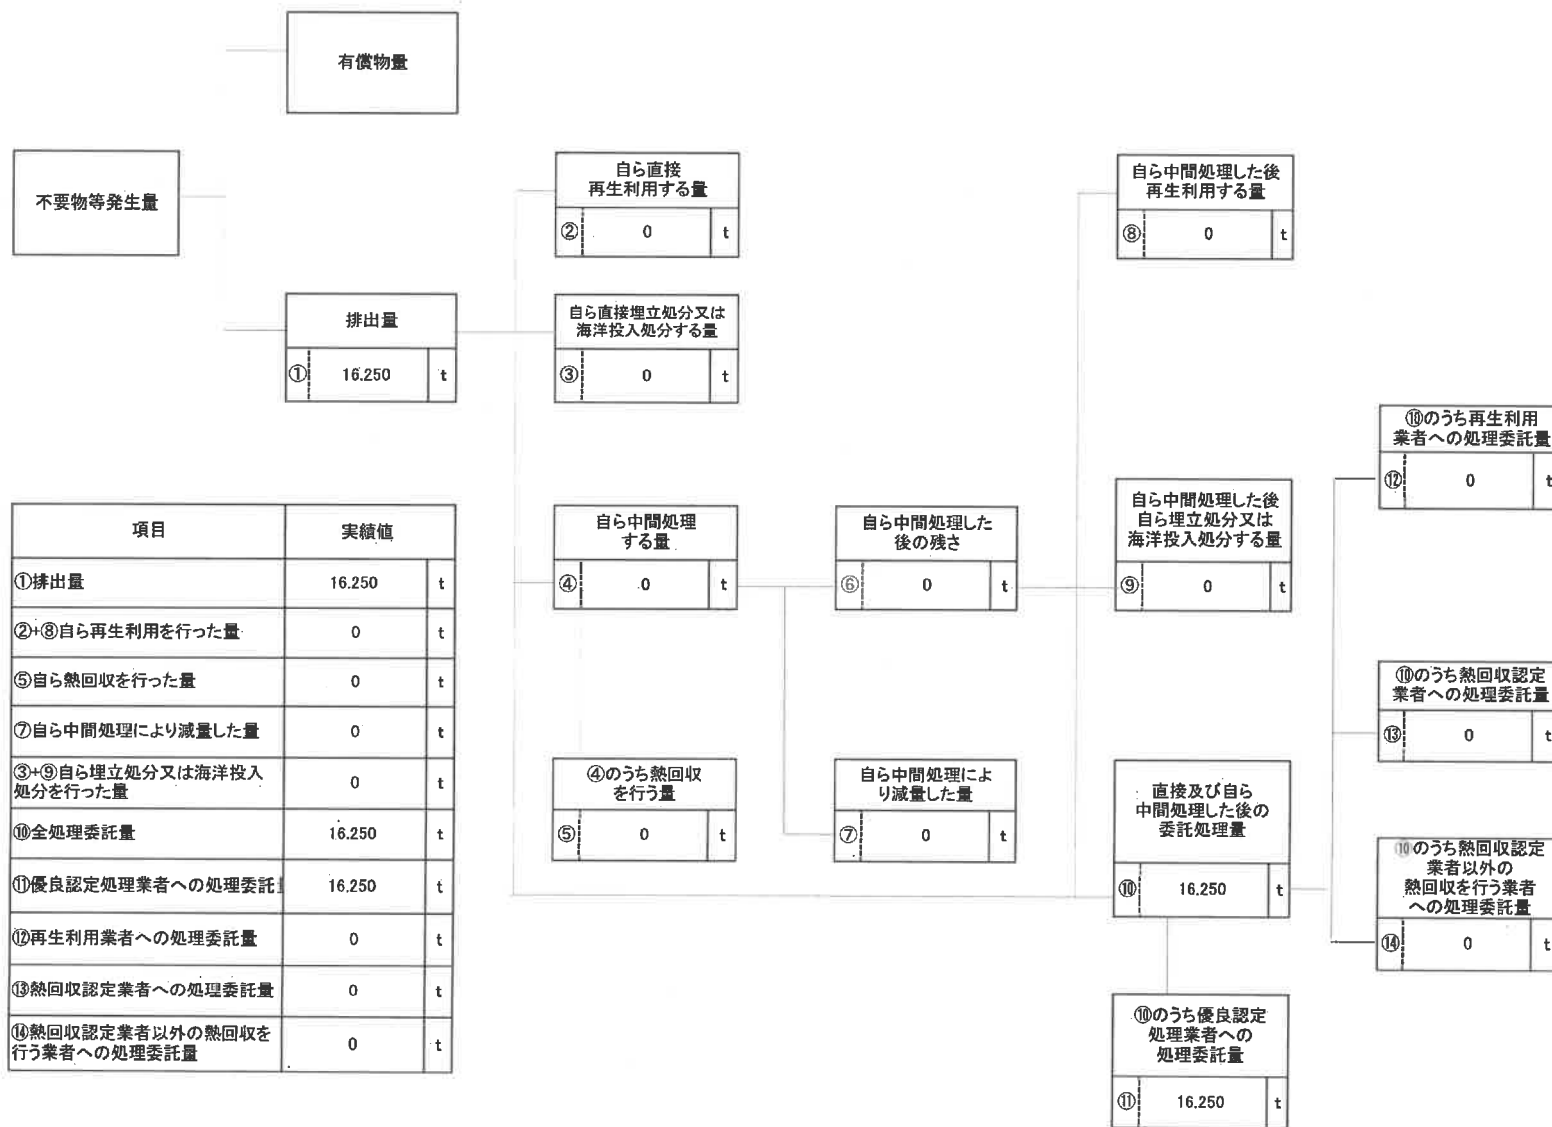 有償物量
不要物等発生量
排出量
① 16.250 t
自ら直接
再生利用する量
② 0 t
自ら直接埋立処分又は
海洋投入処分する量
③ 0 t
自ら中間処理
する量
④ 0 t
④のうち熱回収
を行う量
⑤ 0 t
自ら中間処理した
後の残さ
⑥ 0 t
自ら中間処理によ
り減量した量
⑦ 0 t
自ら中間処理した後
再生利用する量
⑧ 0 t
自ら中間処理した後
自ら埋立処分又は
海洋投入処分する量
⑨ 0 t
直接及び自ら
中間処理した後の
委託処理量
⑩ 16.250 t
⑩のうち優良認定
処理業者への
処理委託量
⑪ 16.250 t
⑩のうち再生利用
業者への処理委託量
⑫ 0 t
⑩のうち熱回収認定
業者への処理委託量
⑬ 0 t
⑩のうち熱回収認定
業者以外の
熱回収を行う業者
への処理委託量
⑭ 0 t
項目 実績値
①排出量 16.250 t
②+⑧自ら再生利用を行った量 0 t
⑤自ら熱回収を行った量 0 t
⑦自ら中間処理により減量した量 0 t
③+⑨自ら埋立処分又は海洋投入
処分を行った量 0 t
⑩全処理委託量 16.250 t
⑪優良認定処理業者への処理委託 16.250 t
⑫再生利用業者への処理委託量 0 t
⑬熱回収認定業者への処理委託量 0 t
⑭熱回収認定業者以外の熱回収を
行う業者への処理委託量 0 t